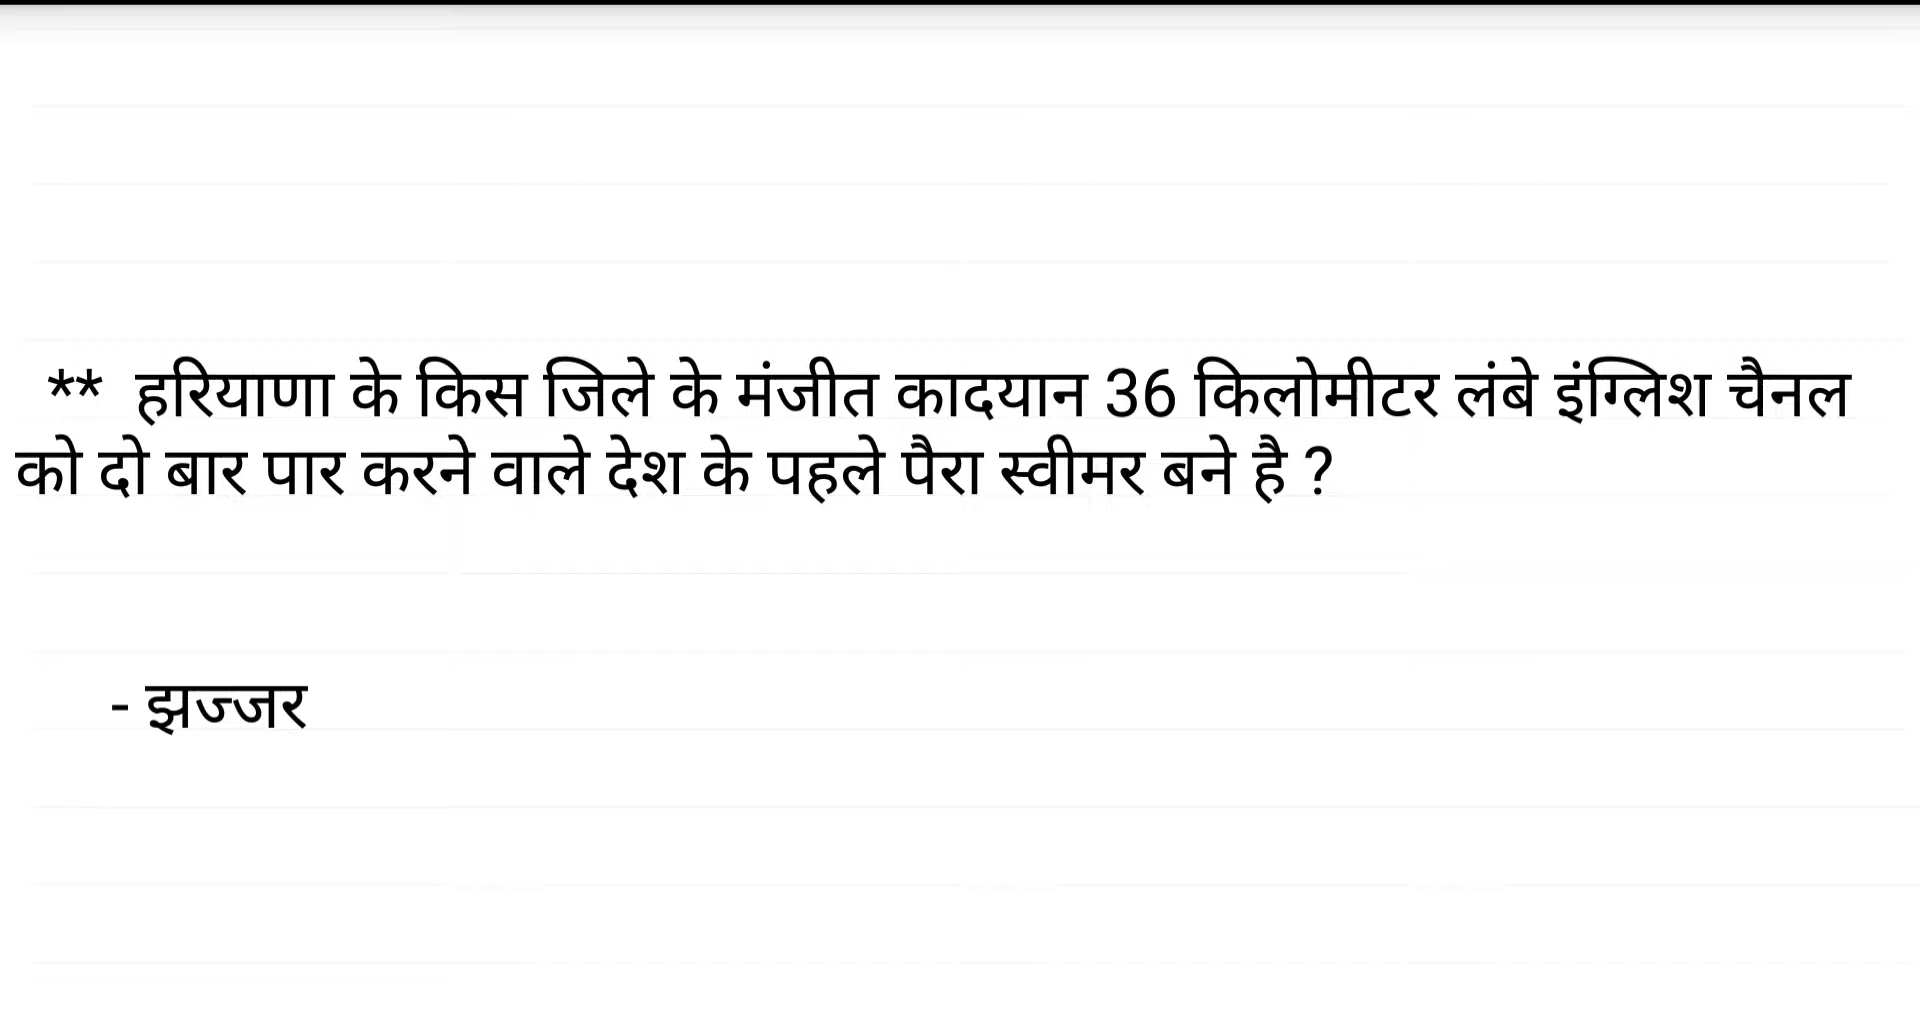 ** हरियाणा के किस जिले के मंजीत कादयान 36 किलोमीटर लंबे इंग्लिश चैनल
को दो बार पार करने वाले देश के पहले पैरा स्वीमर बने है ?
- झज्जर